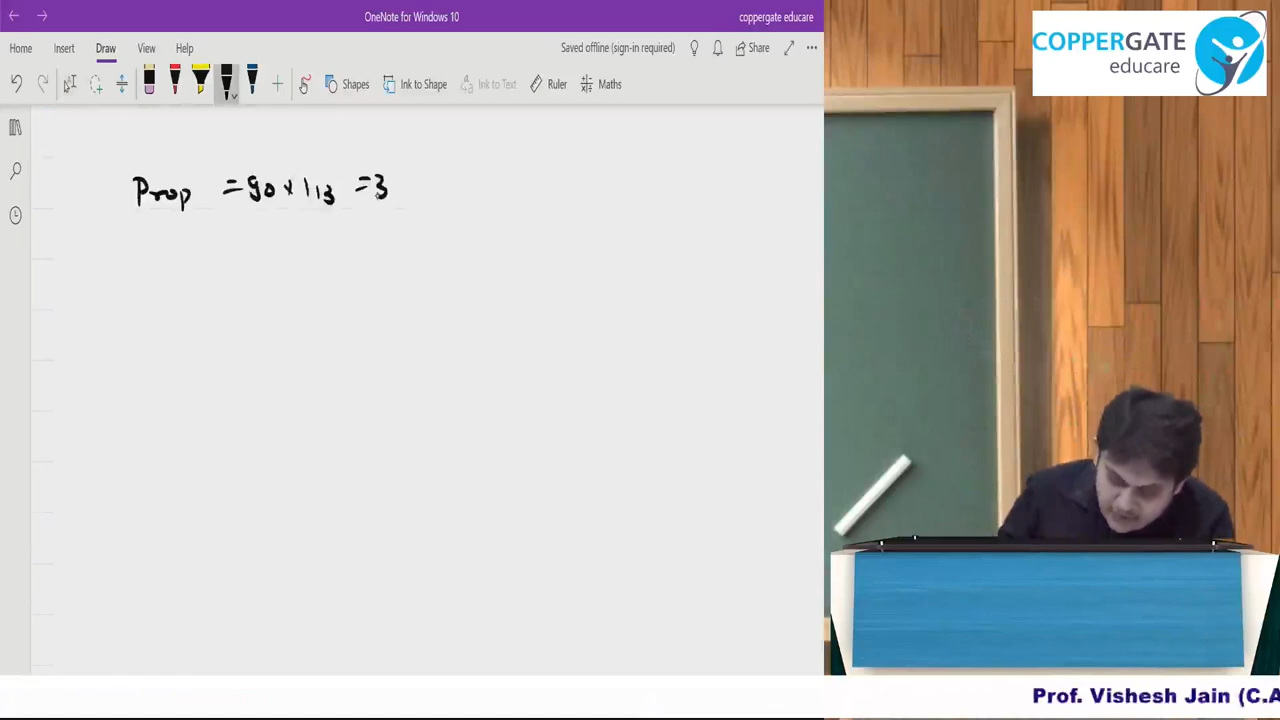 OneNote for Windows 10
coppergate educare
Home Insert Draw View Help
Saved offline (sign-in required)
Share
Shapes
Ink to Shape
Ink to Text
Ruler
Maths
COPPERGATE
educare
Prop = 90 × 1/3 = 3
Prof. Vishesh Jain (C.A